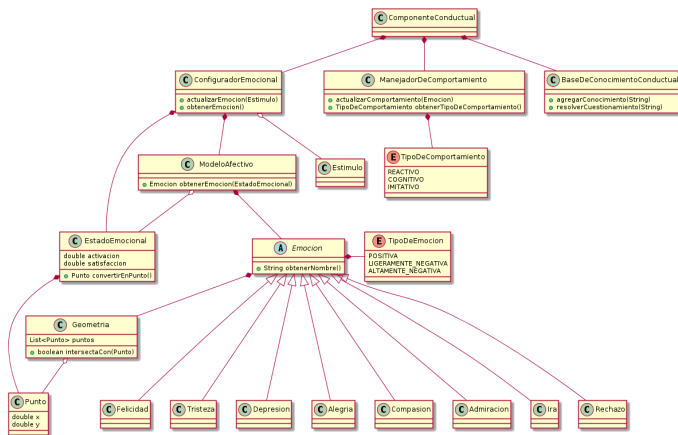 C ComponenteConductual
C ConfiguradorEmocional
actualizarEmocion(Estimulo)
obtenerEmocion()
C ManejadorDeComportamiento
actualizarComportamiento(Emocion)
TipoDeComportamiento obtenerTipoDeComportamiento()
C BaseDeConocimientoConductual
agregarConocimiento(String)
resolverCuestionamiento(String)
C ModeloAfectivo
Emocion obtenerEmocion(EstadoEmocional)
C Estimulo
E TipoDeComportamiento
REACTIVO
COGNITIVO
IMITATIVO
C EstadoEmocional
double activacion
double satisfaccion
Punto convertirEnPunto()
A Emocion
String obtenerNombre()
E TipoDeEmocion
POSITIVA
LIGERAMENTE_NEGATIVA
ALTAMENTE_NEGATIVA
C Geometria
List<Punto> puntos
boolean intersectaCon(Punto)
C Punto
double x
double y
C Felicidad
C Tristeza
C Depresion
C Alegria
C Compasion
C Admiracion
C Ira
C Rechazo